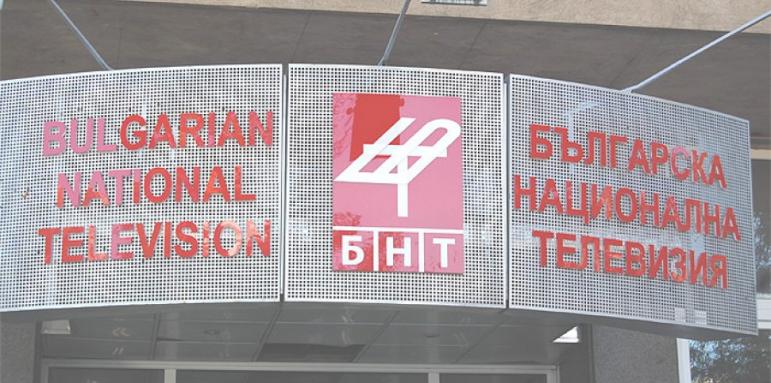 BULGARIAN
NATIONAL
TELEVISION
БНТ
БЪЛГАРСКА
НАЦИОНАЛНА
ТЕЛЕВИЗИЯ